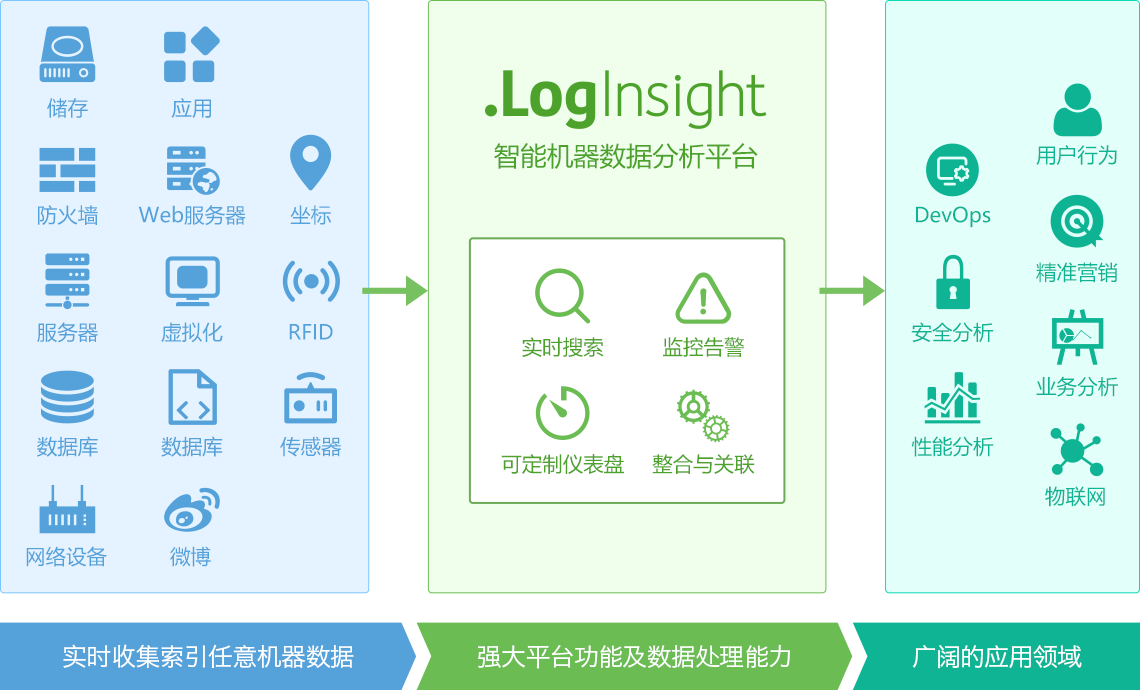 储存
应用
防火墙
Web服务器
坐标
服务器
虚拟化
RFID
数据库
数据库
传感器
网络设备
微博
.LogInsight
智能机器数据分析平台
实时搜索
监控告警
可定制仪表盘
整合与关联
用户行为
DevOps
精准营销
安全分析
业务分析
性能分析
物联网
实时收集索引任意机器数据
强大平台功能及数据处理能力
广阔的应用领域